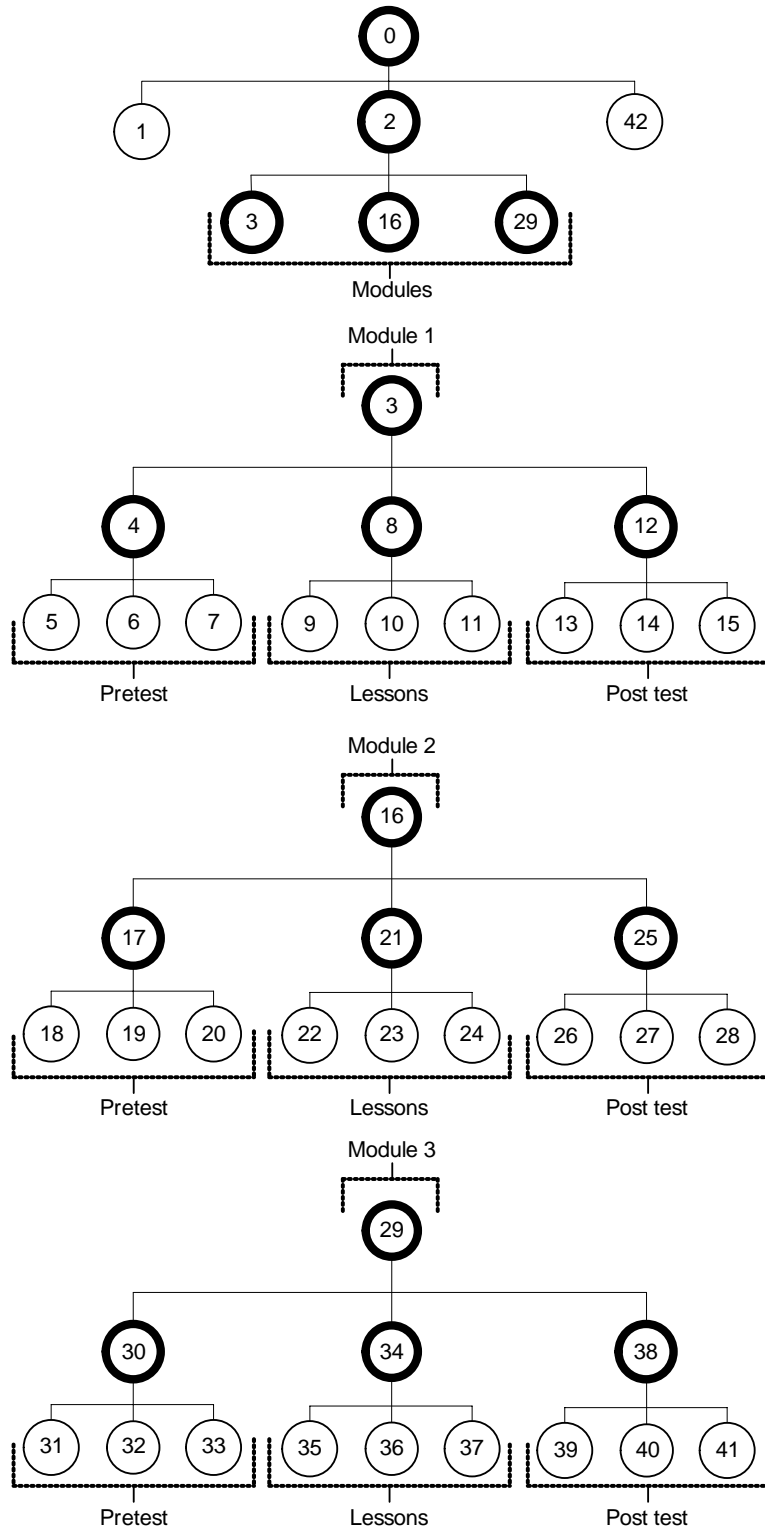 0
1 2 42
3 16 29
Modules
Module 1
3
4 8 12
5 6 7 9 10 11 13 14 15
Pretest Lessons Post test
Module 2
16
17 21 25
18 19 20 22 23 24 26 27 28
Pretest Lessons Post test
Module 3
29
30 34 38
31 32 33 35 36 37 39 40 41
Pretest Lessons Post test